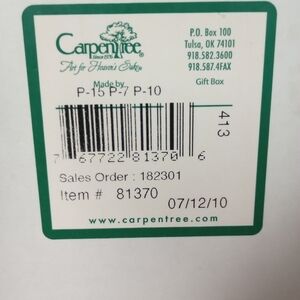 CarpenTree
Since 1976
Art for Heaven's Sake
P.O. Box 100
Tulsa, OK 74101
918.582.3600
918.587.4FAX
Gift Box
Made by
P-15 P-7 P-10
413
7 67722 81370 6
Sales Order : 182301
Item # 81370
07/12/10
www.carpentree.com